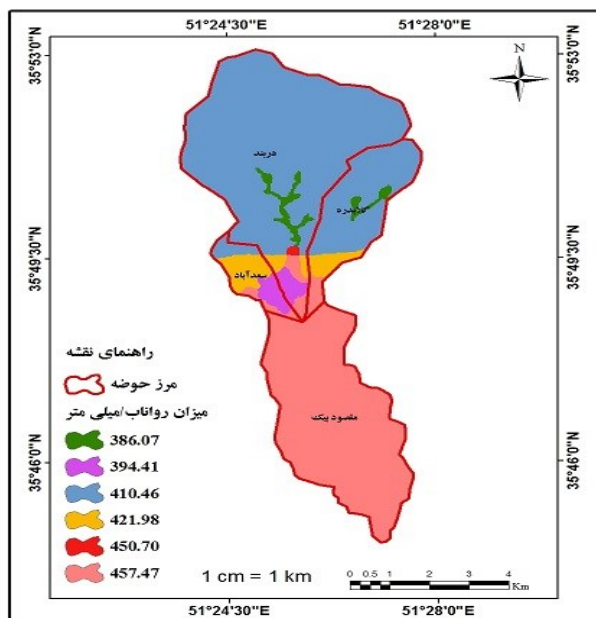 51°24'30"E
51°28'0"E
35°53'0"N
35°53'0"N
N
دربند
گلابدره
35°49'30"N
35°49'30"N
سعدآباد
مقصود بیک
35°46'0"N
35°46'0"N
راهنمای نقشه
مرز حوضه
میزان رواناب/میلی متر
386.07
394.41
410.46
421.98
450.70
457.47
1 cm = 1 km
0 0.5 1 2 3 4
Km
51°24'30"E
51°28'0"E